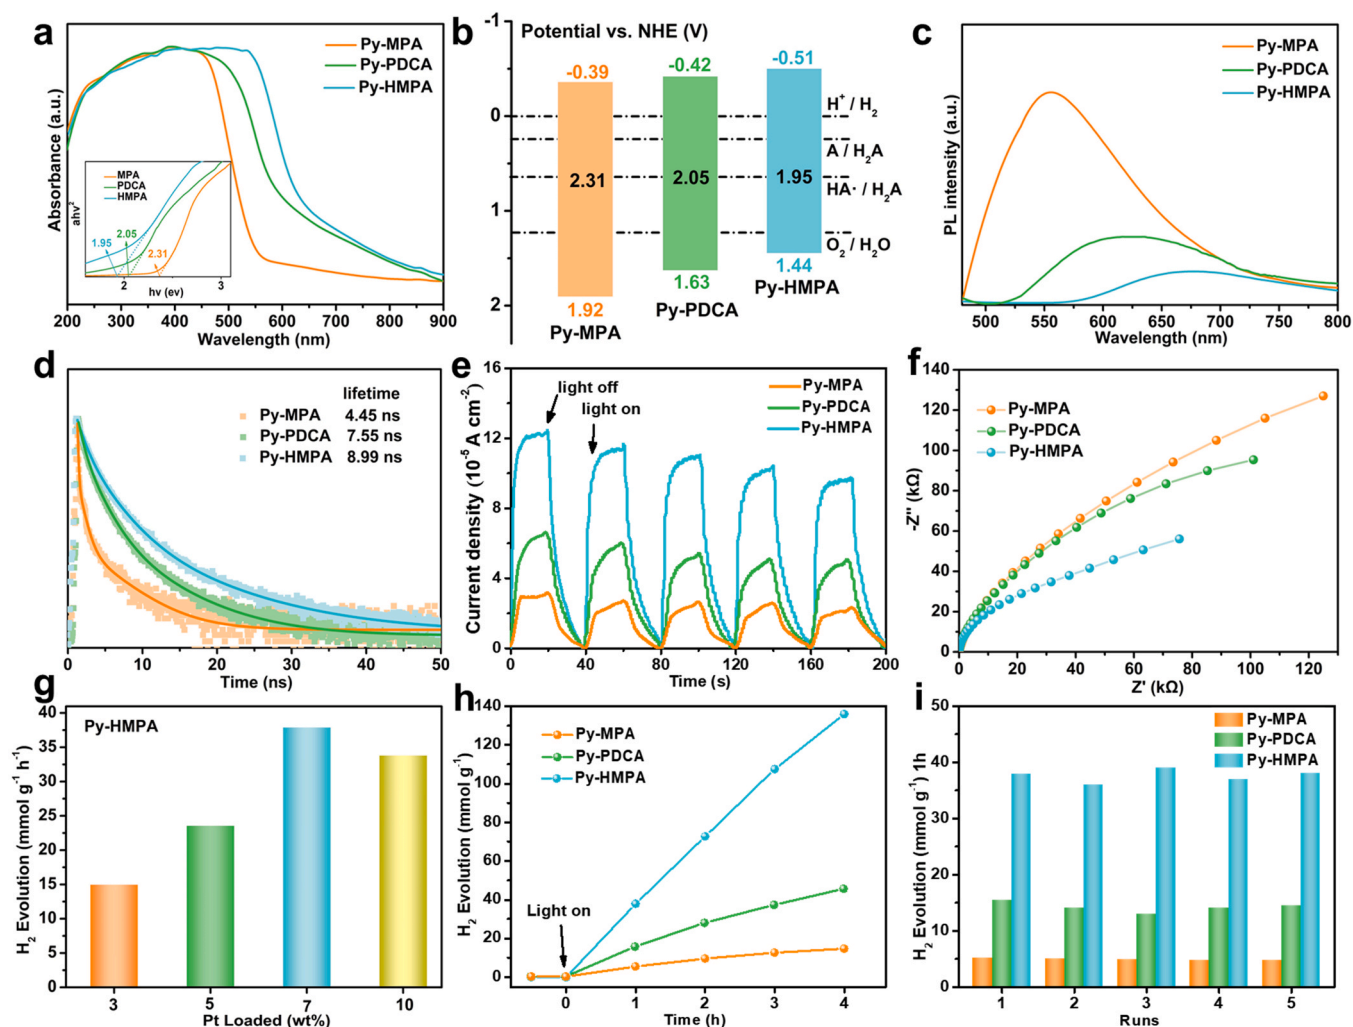 a
Py-MPA
Py-PDCA
Py-HMPA
Absorbance (a.u.)
ahv²
MPA
PDCA
HMPA
1.95
2.05
2.31
2 3
hv (ev)
200 300 400 500 600 700 800 900
Wavelength (nm)
b
Potential vs. NHE (V)
-1
0
1
2
-0.39
-0.42
-0.51
2.31
2.05
1.95
H⁺ / H₂
A / H₂A
HA· / H₂A
O₂ / H₂O
1.92
1.63
1.44
Py-MPA
Py-PDCA
Py-HMPA
c
Py-MPA
Py-PDCA
Py-HMPA
PL intensity (a.u.)
500 550 600 650 700 750 800
Wavelength (nm)
d
lifetime
Py-MPA 4.45 ns
Py-PDCA 7.55 ns
Py-HMPA 8.99 ns
0 10 20 30 40 50
Time (ns)
e
light off
light on
Py-MPA
Py-PDCA
Py-HMPA
Current density (10⁻⁵ A cm⁻²)
16
12
8
4
0
0 40 80 120 160 200
Time (s)
f
Py-MPA
Py-PDCA
Py-HMPA
-Z'' (kΩ)
140
120
100
80
60
40
20
0
0 20 40 60 80 100 120
Z' (kΩ)
g
Py-HMPA
H₂ Evolution (mmol g⁻¹ h⁻¹)
40
35
30
25
20
15
10
5
0
3 5 7 10
Pt Loaded (wt%)
h
Py-MPA
Py-PDCA
Py-HMPA
Light on
H₂ Evolution (mmol g⁻¹)
140
120
100
80
60
40
20
0
0 1 2 3 4
Time (h)
i
Py-MPA
Py-PDCA
Py-HMPA
H₂ Evolution (mmol g⁻¹) 1h
50
40
30
20
10
0
1 2 3 4 5
Runs